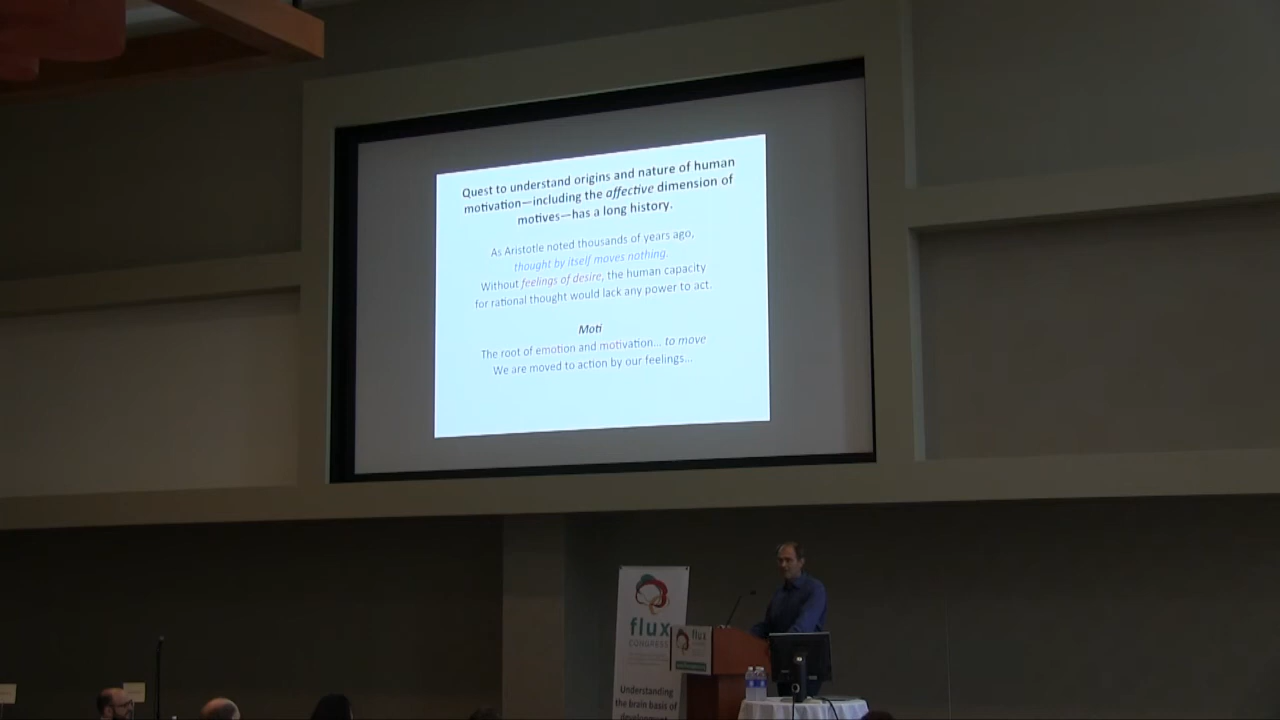 Quest to understand origins and nature of human
motivation—including the affective dimension of
motives—has a long history.
As Aristotle noted thousands of years ago,
thought by itself moves nothing.
Without feelings of desire, the human capacity
for rational thought would lack any power to act.
Moti
The root of emotion and motivation... to move
We are moved to action by our feelings...
flux
CONGRESS
Understanding
the brain basis of
development
flux